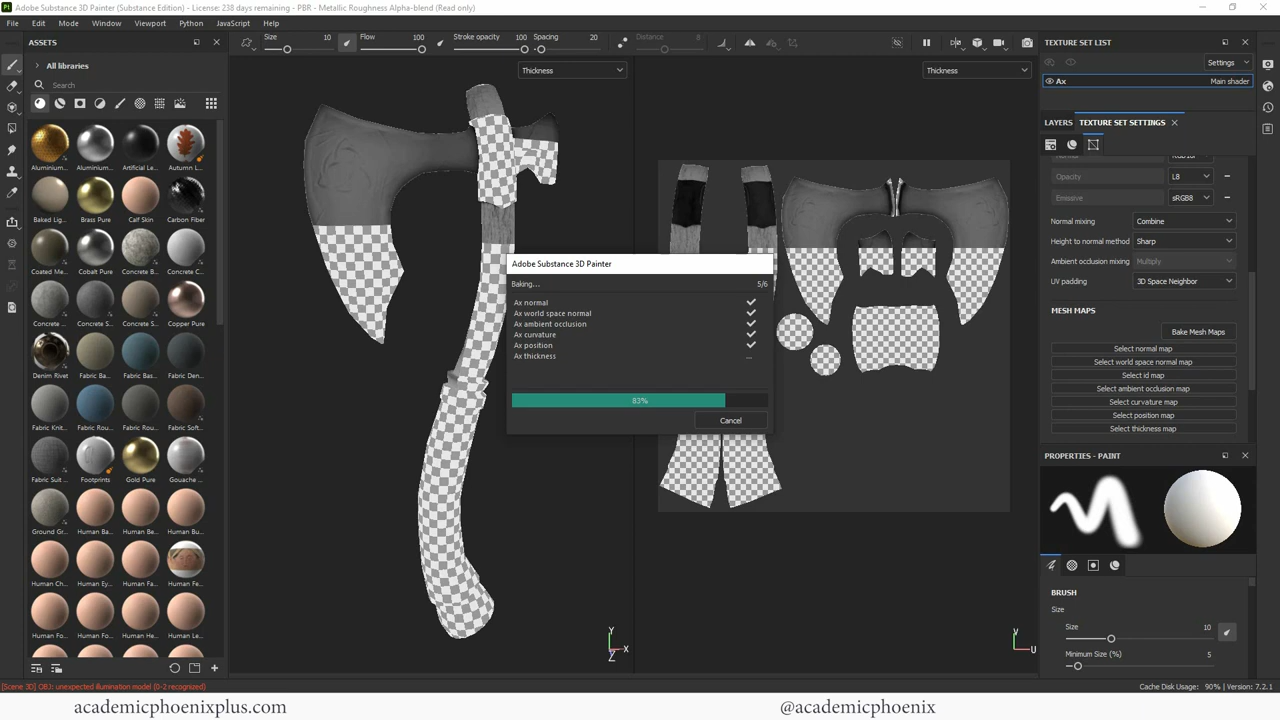 Pt Adobe Substance 3D Painter (Substance Edition) - License: 238 days remaining - PBR - Metallic Roughness Alpha-blend (Read only)
File Edit Mode Window Viewport Python JavaScript Help
Size 10 Flow 100 Stroke opacity 100 Spacing 20 Distance 8
ASSETS
All libraries
Search
Aluminium... Aluminium... Artificial Le... Autumn L...
Baked Lig... Brass Pure Calf Skin Carbon Fiber
Coated Me... Cobalt Pure Concrete B... Concrete C...
Concrete ... Concrete S... Concrete S... Copper Pure
Denim Rivet Fabric Bas... Fabric Bas... Fabric Den...
Fabric Knit... Fabric Rou... Fabric Rou... Fabric Soft...
Fabric Suit... Footprints Gold Pure Gouache ...
Ground Gr... Human Ba... Human Be... Human Bu...
Human Ch... Human Ey... Human Fa... Human Fe...
Human Fo... Human Fo... Human He... Human Le...
Thickness
Thickness
Adobe Substance 3D Painter
Baking... 5/6
Ax normal
Ax world space normal
Ax ambient occlusion
Ax curvature
Ax position
Ax thickness ...
83%
Cancel
Y
X
Z
V
U
TEXTURE SET LIST
Settings
Ax Main shader
LAYERS TEXTURE SET SETTINGS
Opacity L8
Emissive sRGB8
Normal mixing Combine
Height to normal method Sharp
Ambient occlusion mixing Multiply
UV padding 3D Space Neighbor
MESH MAPS
Bake Mesh Maps
Select normal map
Select world space normal map
Select id map
Select ambient occlusion map
Select curvature map
Select position map
Select thickness map
PROPERTIES - PAINT
BRUSH
Size
Size 10
Minimum Size (%) 5
[Scene 3D] OBJ: unexpected illumination model (0-2 recognized)
Cache Disk Usage: 90% | Version: 7.2.1
academicphoenixplus.com
@academicphoenix